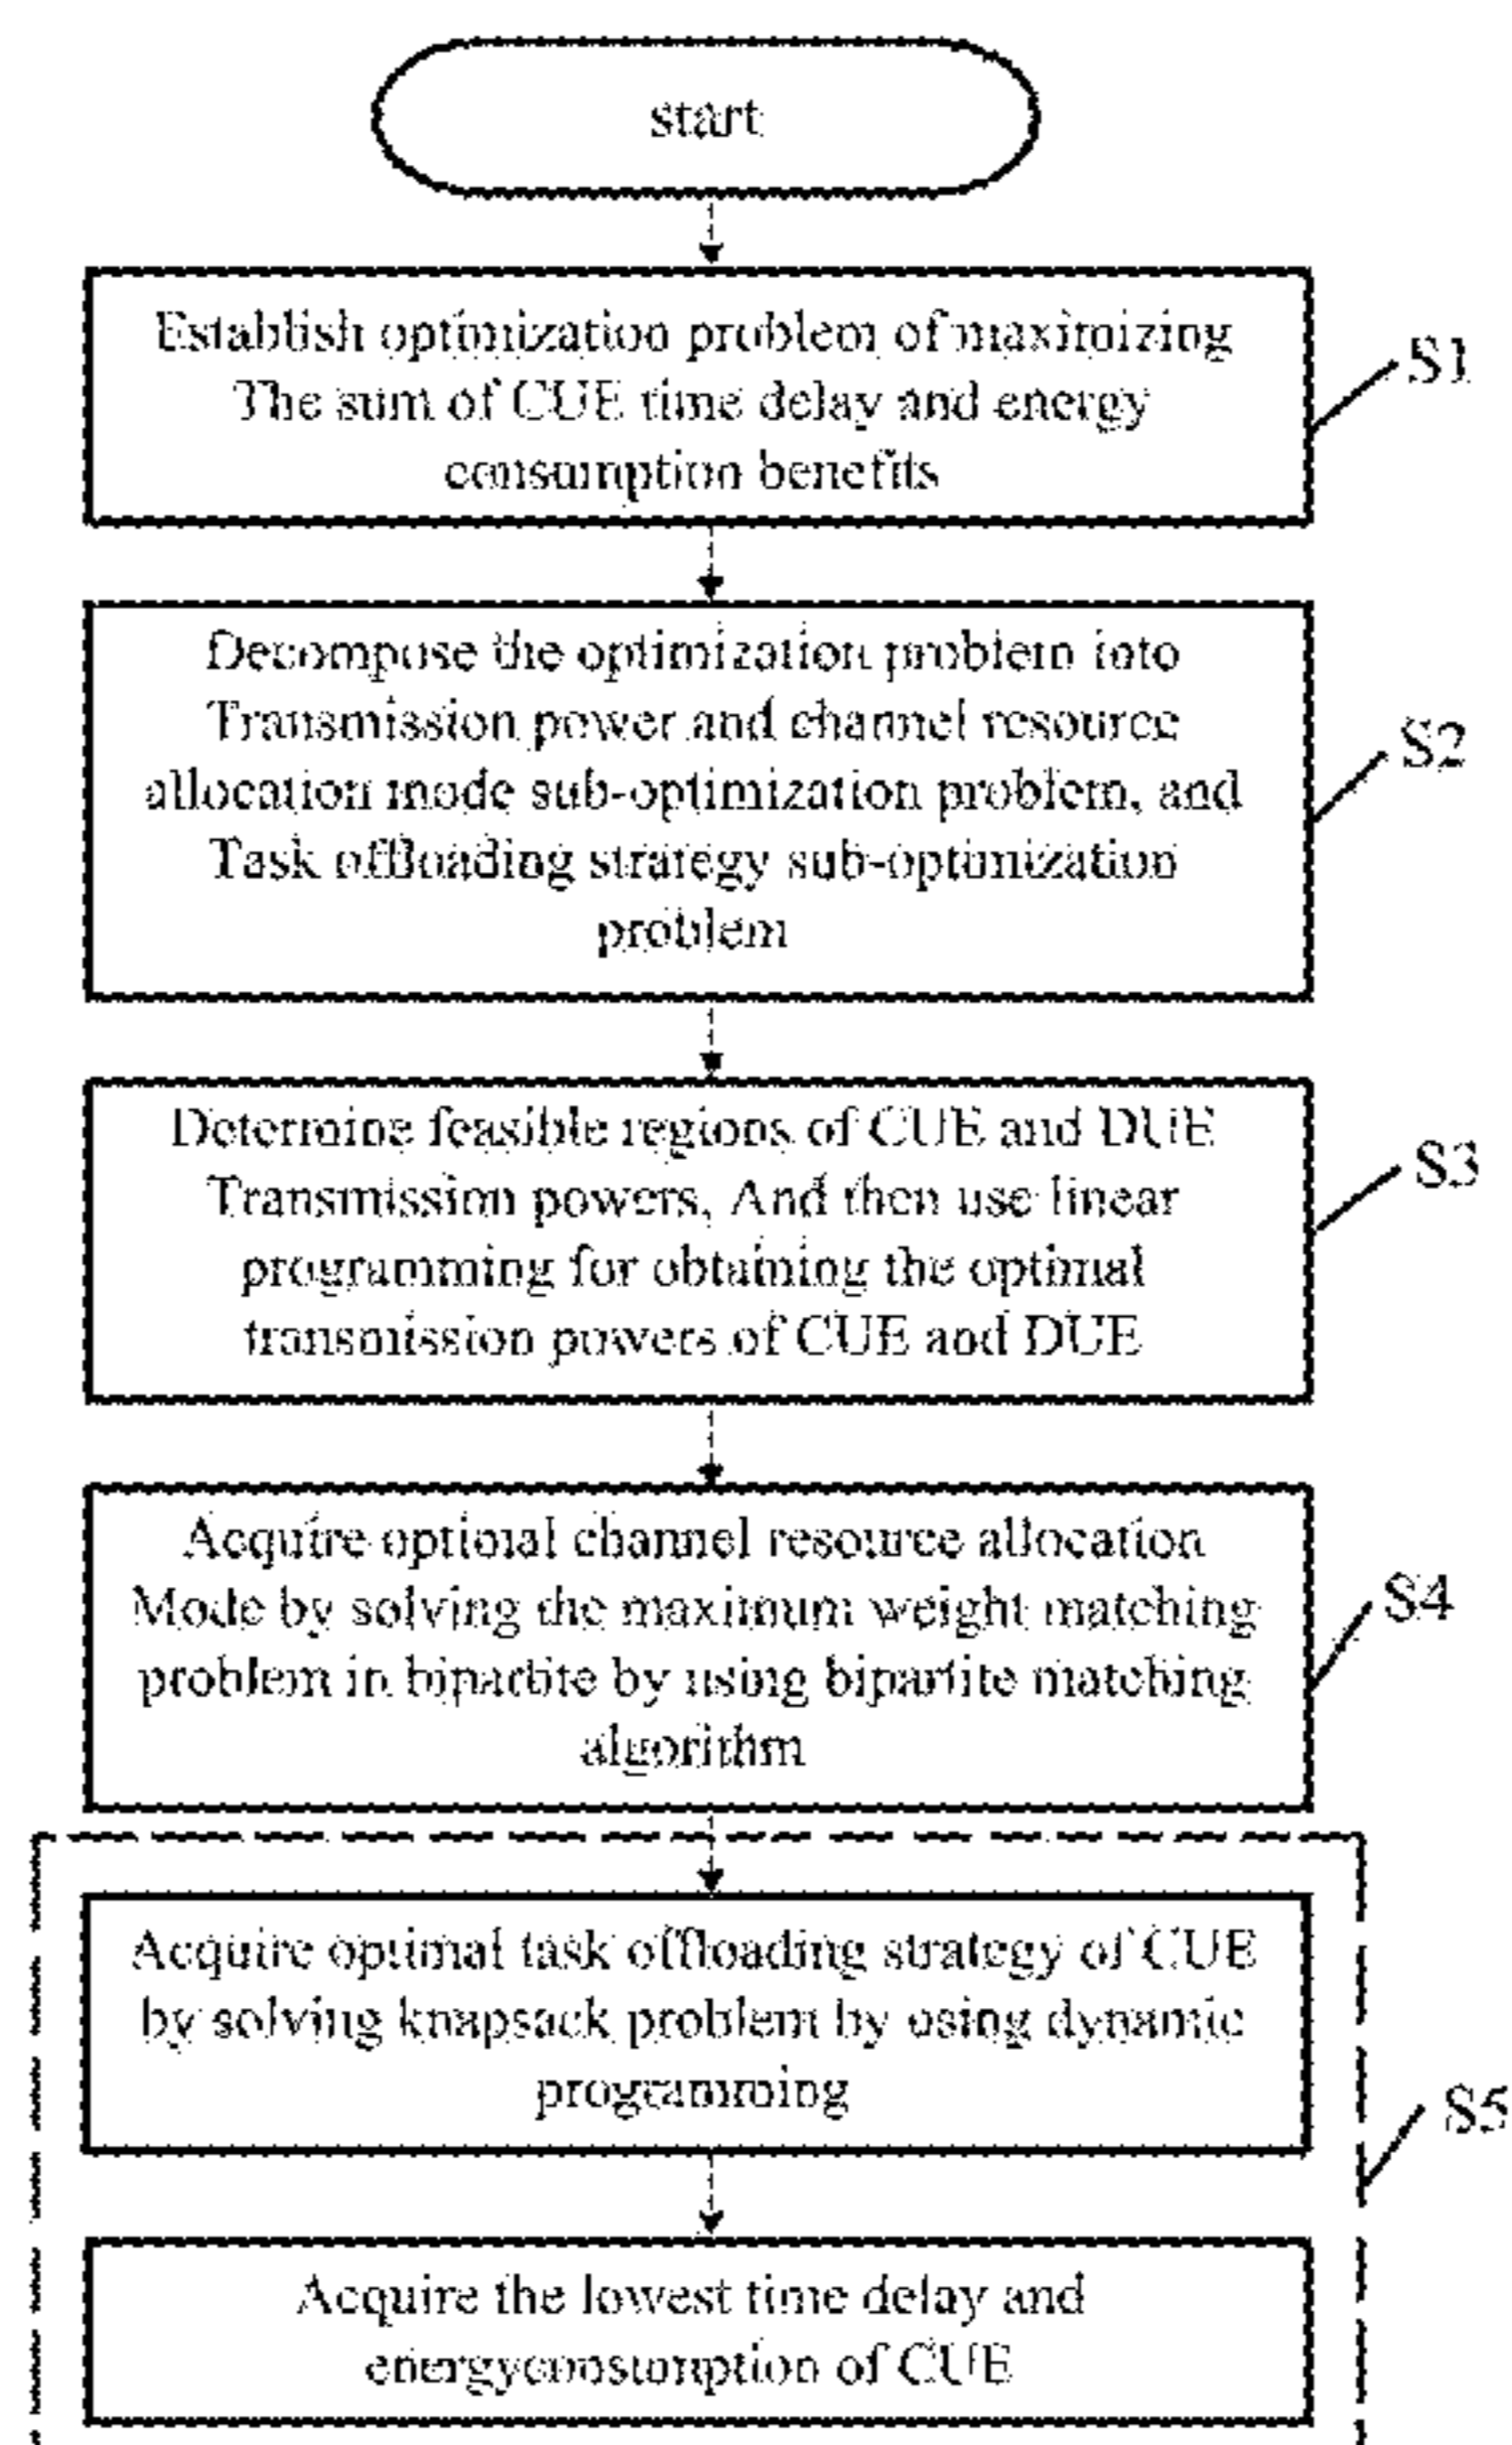 start
Establish optimization problem of maximizing
The sum of CUE time delay and energy
consumption benefits
S1
Decompose the optimization problem into
Transmission power and channel resource
allocation mode sub-optimization problem, and
Task offloading strategy sub-optimization
problem
S2
Determine feasible regions of CUE and DUE
Transmission powers, And then use linear
programming for obtaining the optimal
transmission powers of CUE and DUE
S3
Acquire optimal channel resource allocation
Mode by solving the maximum weight matching
problem in bipartite by using bipartite matching
algorithm
S4
Acquire optimal task offloading strategy of CUE
by solving knapsack problem by using dynamic
programming
S5
Acquire the lowest time delay and
energyconsumption of CUE